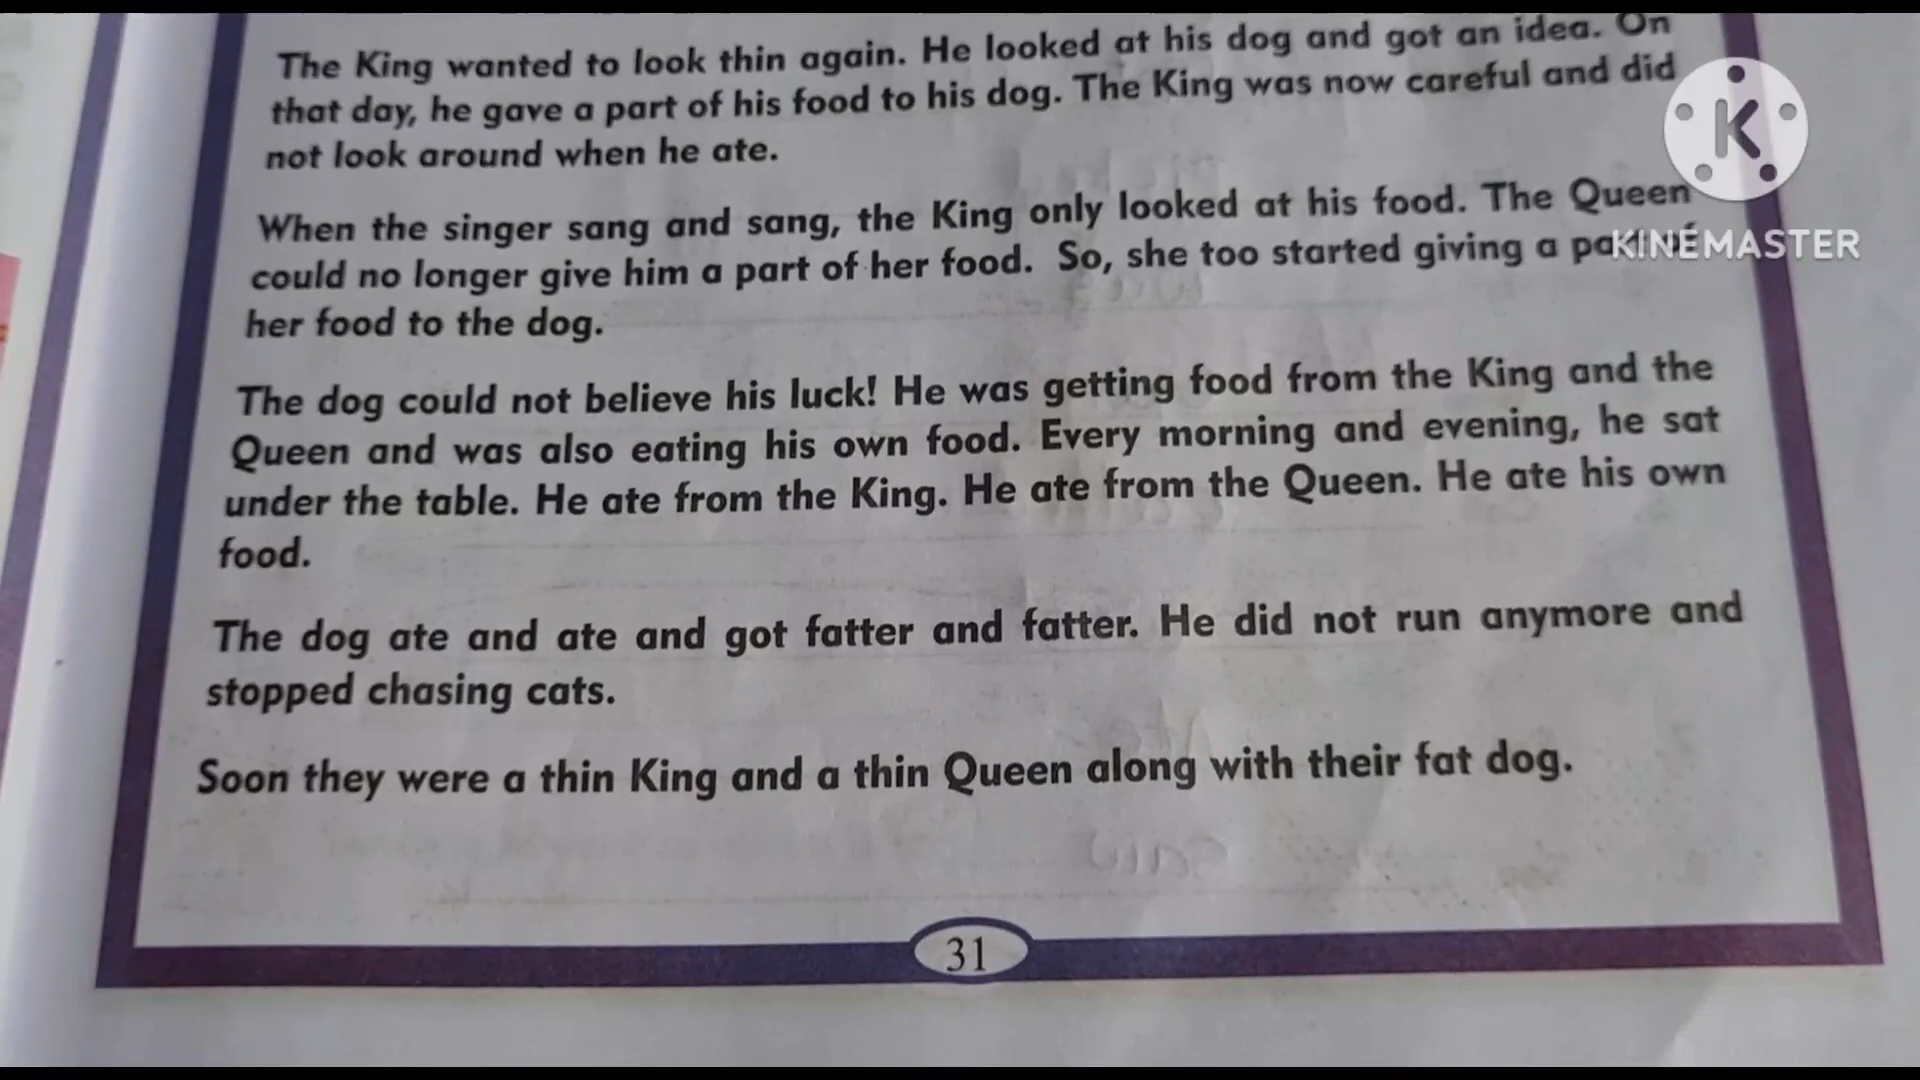 The King wanted to look thin again. He looked at his dog and got an idea. On
that day, he gave a part of his food to his dog. The King was now careful and did
not look around when he ate.
K
When the singer sang and sang, the King only looked at his food. The Queen
KINEMASTER
could no longer give him a part of her food. So, she too started giving a
her food to the dog.
The dog could not believe his luck! He was getting food from the King and the
Queen and was also eating his own food. Every morning and evening, he sat
under the table. He ate from the King. He ate from the Queen. He ate his own
food.
The dog ate and ate and got fatter and fatter. He did not run anymore and
stopped chasing cats.
Soon they were a thin King and a thin Queen along with their fat dog.
31